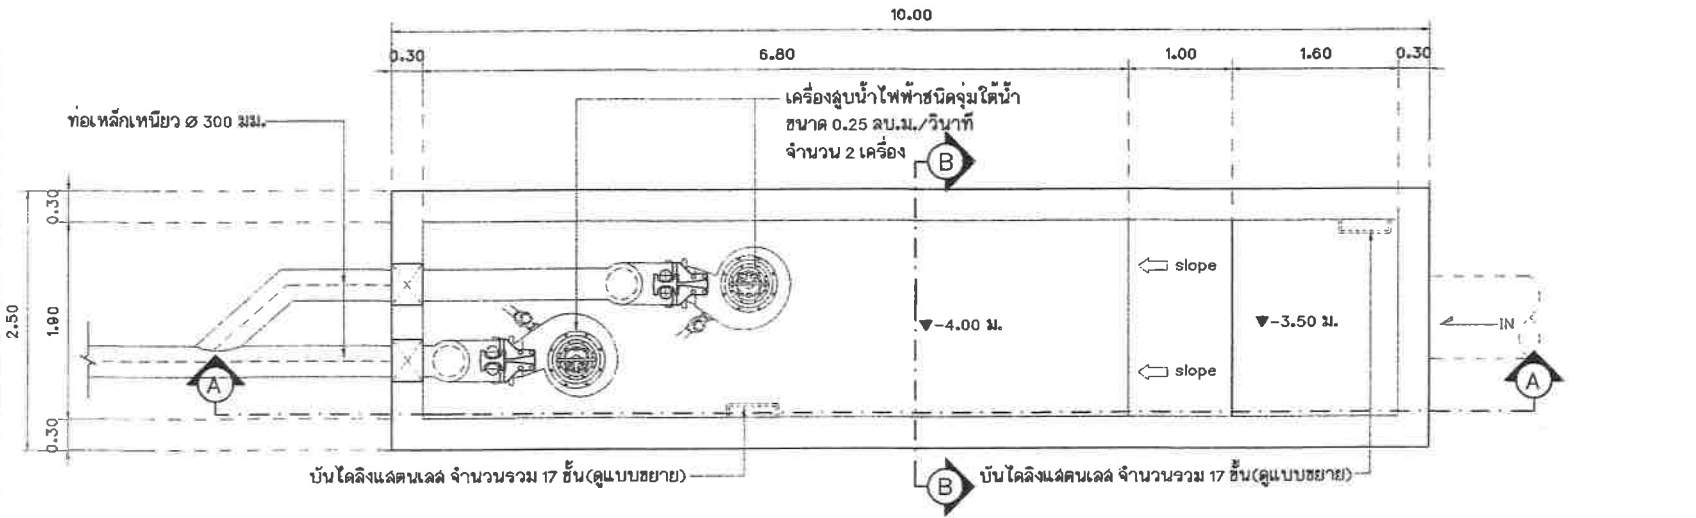 10.00
0.30 6.80 1.00 1.60 0.30
เครื่องสูบน้ำไฟฟ้าชนิดจุ่มใต้น้ำ
ขนาด 0.25 ลบ.ม./วินาที
จำนวน 2 เครื่อง
ท่อเหล็กเหนียว Ø 300 มม.
B
0.30
2.50
1.90
0.30
slope
slope
-4.00 ม.
-3.50 ม.
IN
A
A
บันไดลิงแสตนเลส จำนวนรวม 17 ขั้น(ดูแบบขยาย)
B
บันไดลิงแสตนเลส จำนวนรวม 17 ขั้น(ดูแบบขยาย)